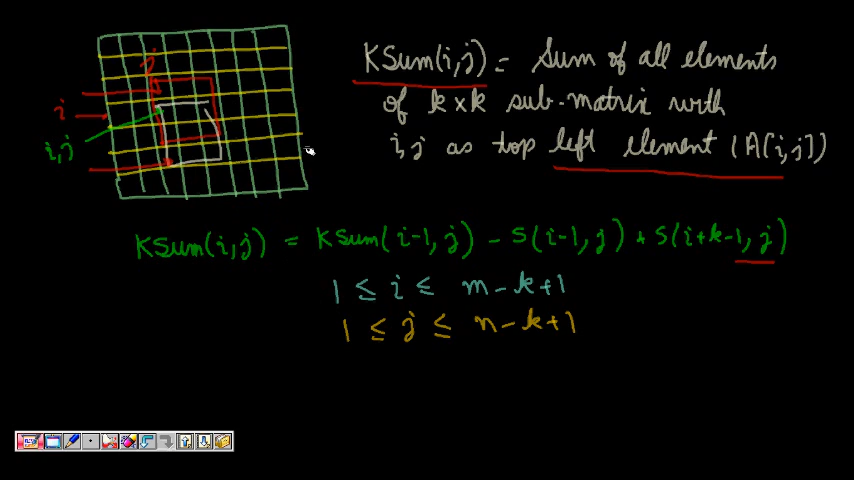 KSum(i,j) = Sum of all elements
of k×k sub-matrix with
i,j as top left element (A[i,j])
j
i
i,j
KSum(i,j) = KSum(i-1, j) - S(i-1, j) + S(i+k-1, j)
1 ≤ i ≤ m-k+1
1 ≤ j ≤ n-k+1